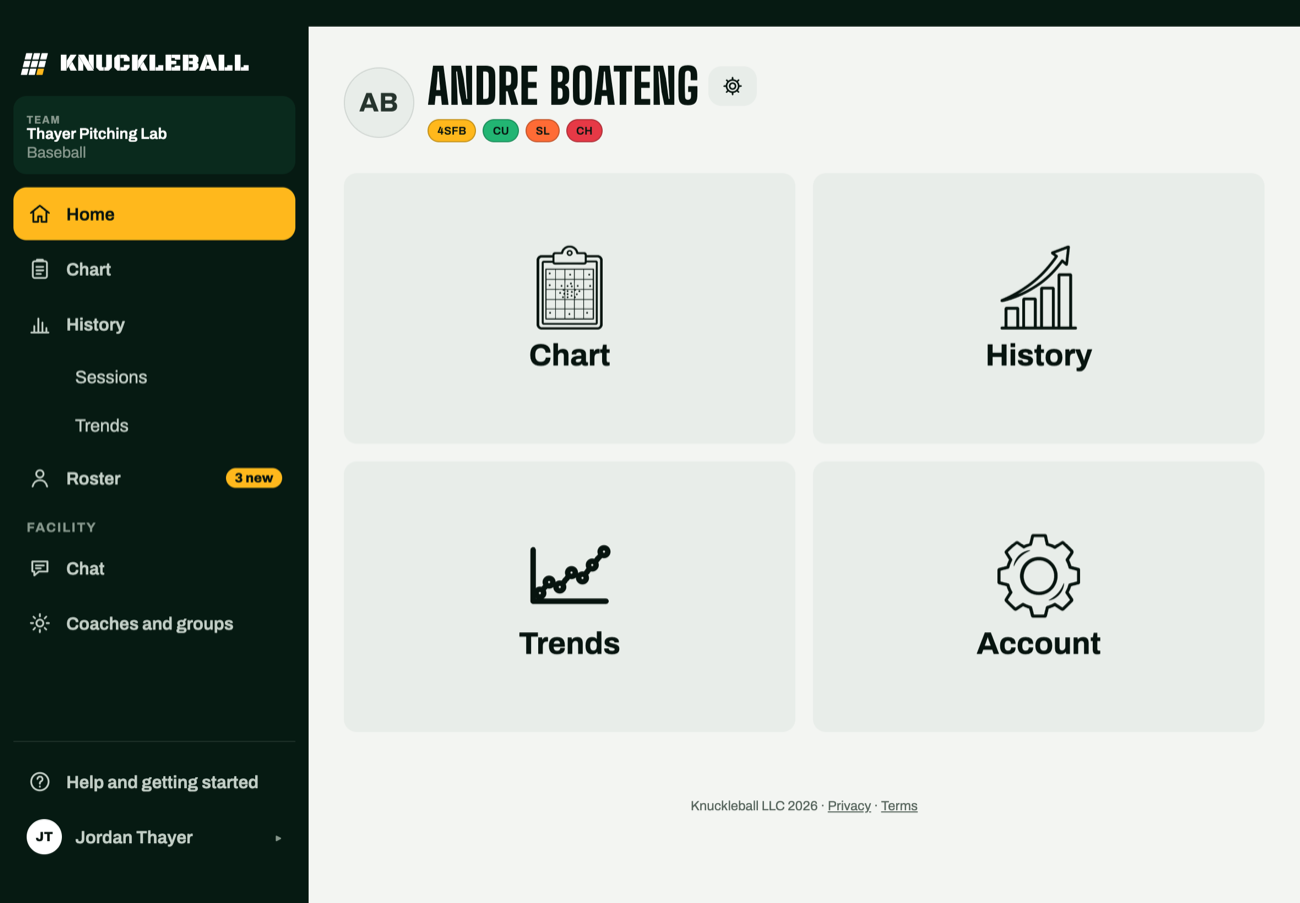 KNUCKLEBALL
TEAM
Thayer Pitching Lab
Baseball
Home
Chart
History
Sessions
Trends
Roster
3 new
FACILITY
Chat
Coaches and groups
Help and getting started
JT
Jordan Thayer
AB
ANDRE BOATENG
4SFB
CU
SL
CH
Chart
History
Trends
Account
Knuckleball LLC 2026 · Privacy · Terms